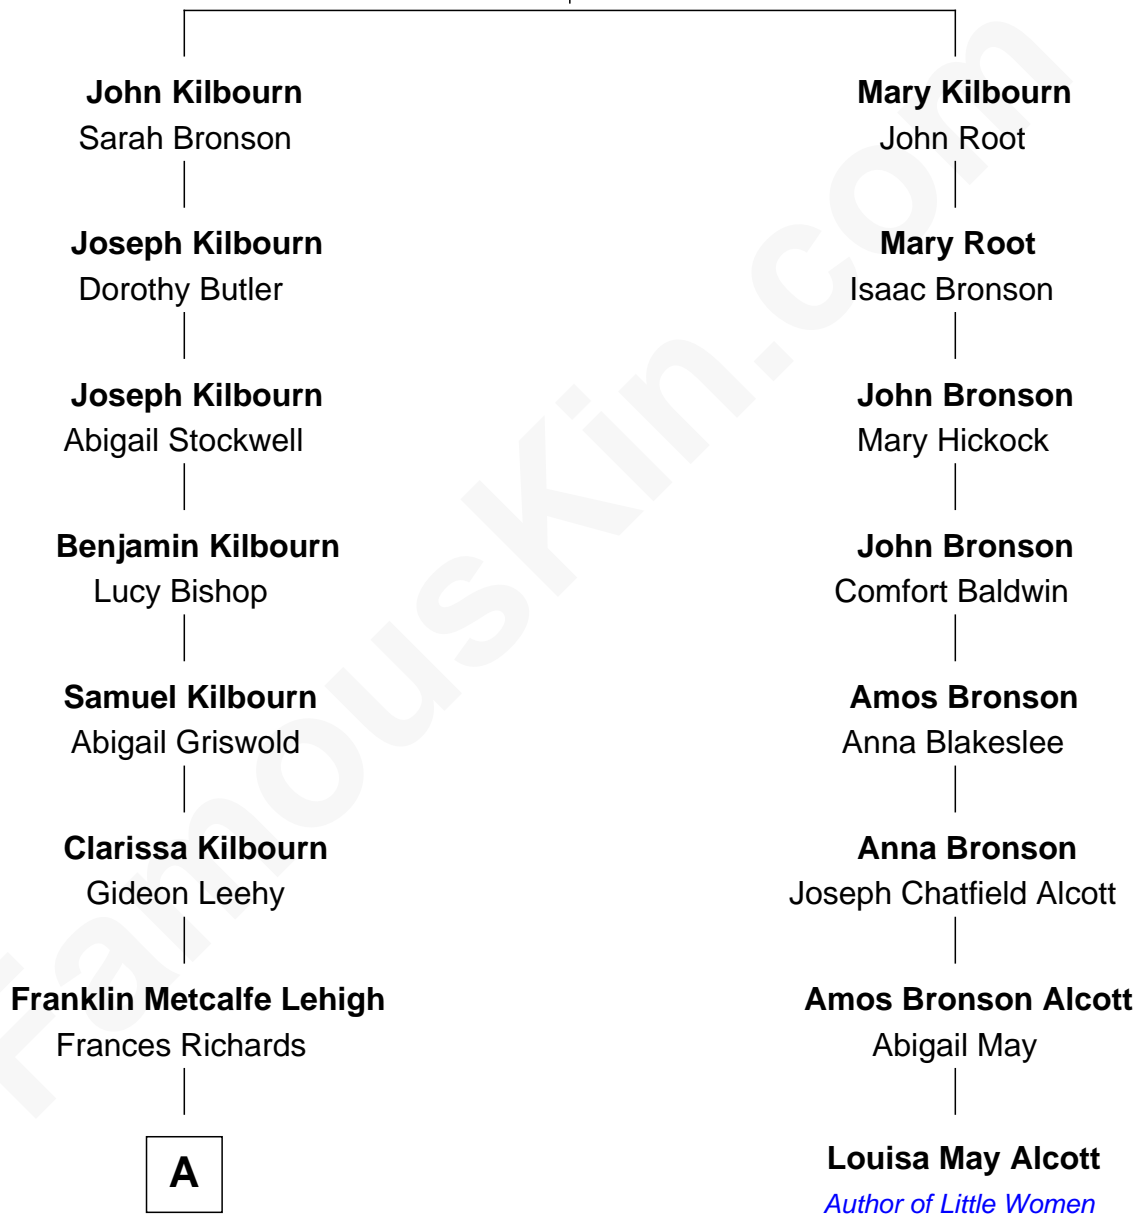 John Kilbourn
Sarah Bronson
Mary Kilbourn
John Root
Joseph Kilbourn
Dorothy Butler
Mary Root
Isaac Bronson
Joseph Kilbourn
Abigail Stockwell
John Bronson
Mary Hickock
Benjamin Kilbourn
Lucy Bishop
John Bronson
Comfort Baldwin
Samuel Kilbourn
Abigail Griswold
Amos Bronson
Anna Blakeslee
Clarissa Kilbourn
Gideon Leehy
Anna Bronson
Joseph Chatfield Alcott
Franklin Metcalfe Lehigh
Frances Richards
Amos Bronson Alcott
Abigail May
A
Louisa May Alcott
Author of Little Women
FamousKin.com